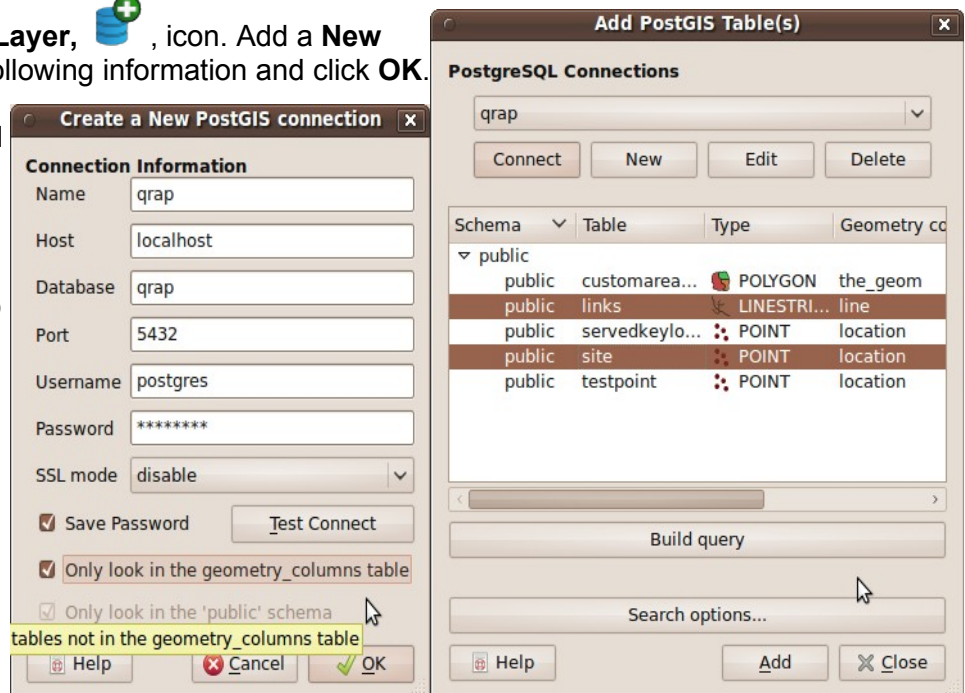 Layer, , icon. Add a New
ollowing information and click OK.
Create a New PostGIS connection
Connection Information
Name qrap
Host localhost
Database qrap
Port 5432
Username postgres
Password ********
SSL mode disable
Save Password Test Connect
Only look in the geometry_columns table
Only look in the 'public' schema
tables not in the geometry_columns table
Help Cancel OK
Add PostGIS Table(s)
PostgreSQL Connections
qrap
Connect New Edit Delete
Schema Table Type Geometry co
public
public customarea... POLYGON the_geom
public links LINESTRI... line
public servedkeylo... POINT location
public site POINT location
public testpoint POINT location
Build query
Search options...
Help Add Close